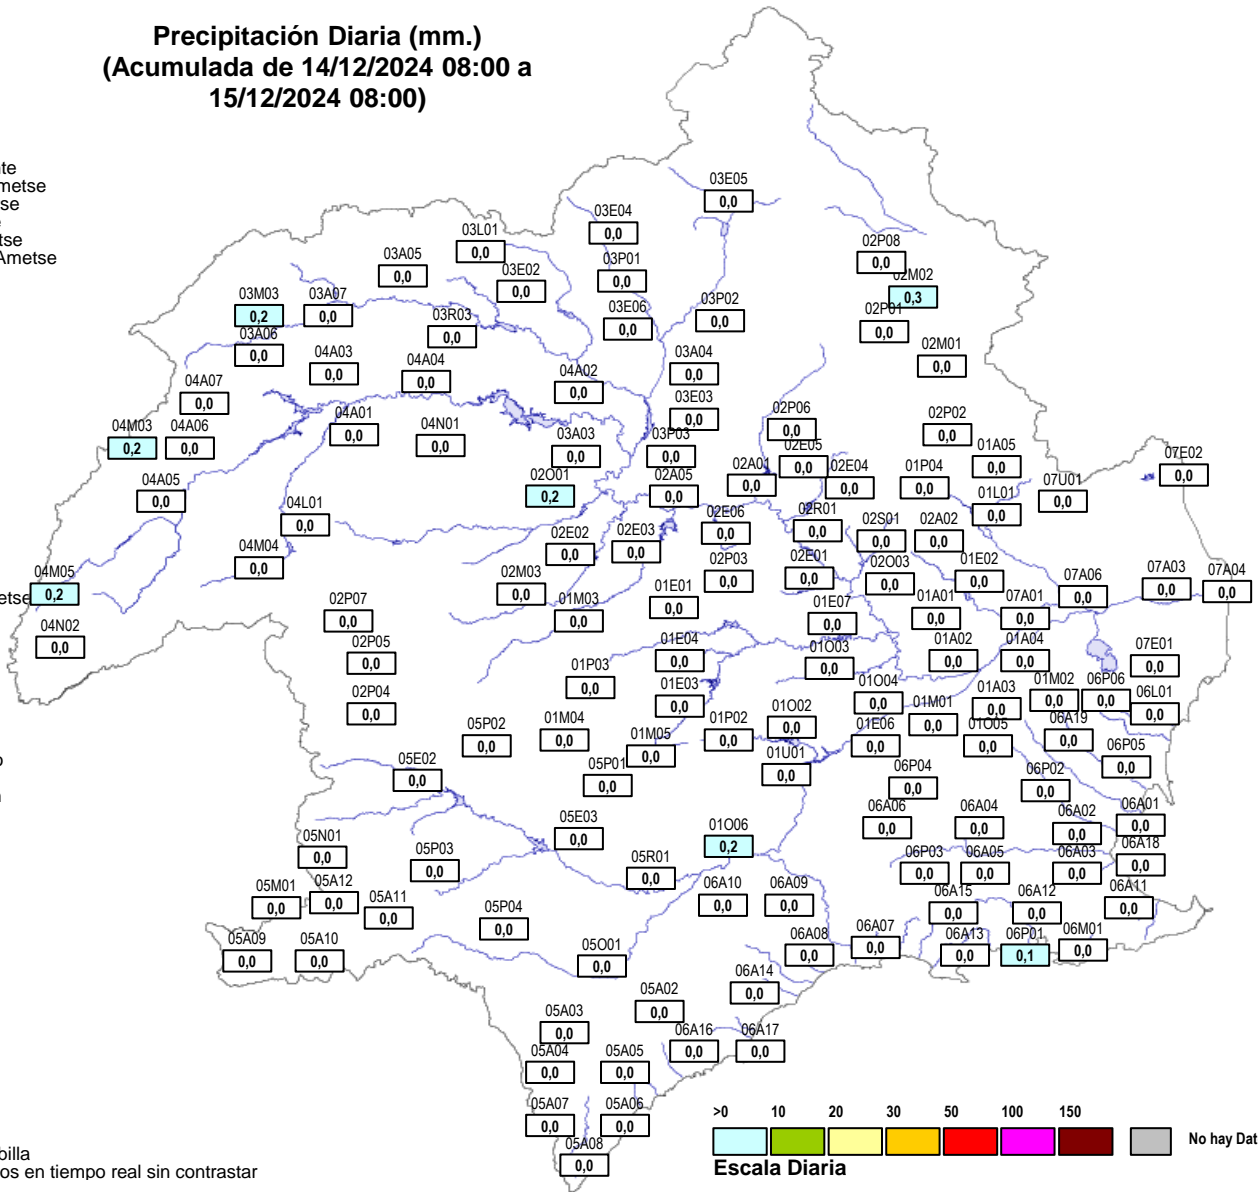 Precipitación Diaria (mm.)
(Acumulada de 14/12/2024 08:00 a
15/12/2024 08:00)
03E05
0,0
03E04
0,0
03L01
0,0
02P08
0,0
03A05
0,0
03P01
0,0
03E02
0,0
02M02
0,3
03M03
0,2
03A07
0,0
03P02
0,0
03E06
0,0
02P01
0,0
03R03
0,0
03A06
0,0
02M01
0,0
04A03
0,0
03A04
0,0
04A04
0,0
04A02
0,0
04A07
0,0
03E03
0,0
02P06
0,0
04A01
0,0
02P02
0,0
04M03
0,2
04A06
0,0
04N01
0,0
03A03
0,0
03P03
0,0
02E05
0,0
01A05
0,0
07E02
0,0
02A01
0,0
02E04
0,0
01P04
0,0
02O01
0,2
02A05
0,0
04A05
0,0
07U01
0,0
01L01
0,0
04L01
0,0
02R01
0,0
02E06
0,0
02S01
0,0
02A02
0,0
02E02
0,0
02E03
0,0
04M04
0,0
02P03
0,0
02E01
0,0
02O03
0,0
01E02
0,0
07A03
0,0
07A04
0,0
04M05
0,2
02M03
0,0
07A06
0,0
01E01
0,0
02P07
0,0
01M03
0,0
01E07
0,0
01A01
0,0
07A01
0,0
04N02
0,0
02P05
0,0
01E04
0,0
01O03
0,0
01A02
0,0
01A04
0,0
07E01
0,0
01P03
0,0
01E03
0,0
01O04
0,0
01A03
0,0
01M02
0,0
06P06
0,0
06L01
0,0
02P04
0,0
01M01
0,0
01O02
0,0
05P02
0,0
01M04
0,0
01P02
0,0
01E06
0,0
01O05
0,0
06A19
0,0
01M05
0,0
06P05
0,0
01U01
0,0
05E02
0,0
05P01
0,0
06P04
0,0
06P02
0,0
06A06
0,0
06A04
0,0
06A02
0,0
06A01
0,0
05E03
0,0
01O06
0,2
05N01
0,0
05P03
0,0
05R01
0,0
06P03
0,0
06A05
0,0
06A03
0,0
06A18
0,0
05M01
0,0
05A12
0,0
05A11
0,0
06A10
0,0
06A09
0,0
06A15
0,0
06A12
0,0
06A11
0,0
05P04
0,0
05A09
0,0
05A10
0,0
05O01
0,0
06A08
0,0
06A07
0,0
06A13
0,0
06P01
0,1
06M01
0,0
06A14
0,0
05A02
0,0
05A03
0,0
06A16
0,0
06A17
0,0
05A04
0,0
05A05
0,0
05A07
0,0
05A06
0,0
05A08
0,0
>0 10 20 30 50 100 150
No hay Dat
Escala Diaria
nte
metse
tse
Ametse
etse
billa
os en tiempo real sin contrastar